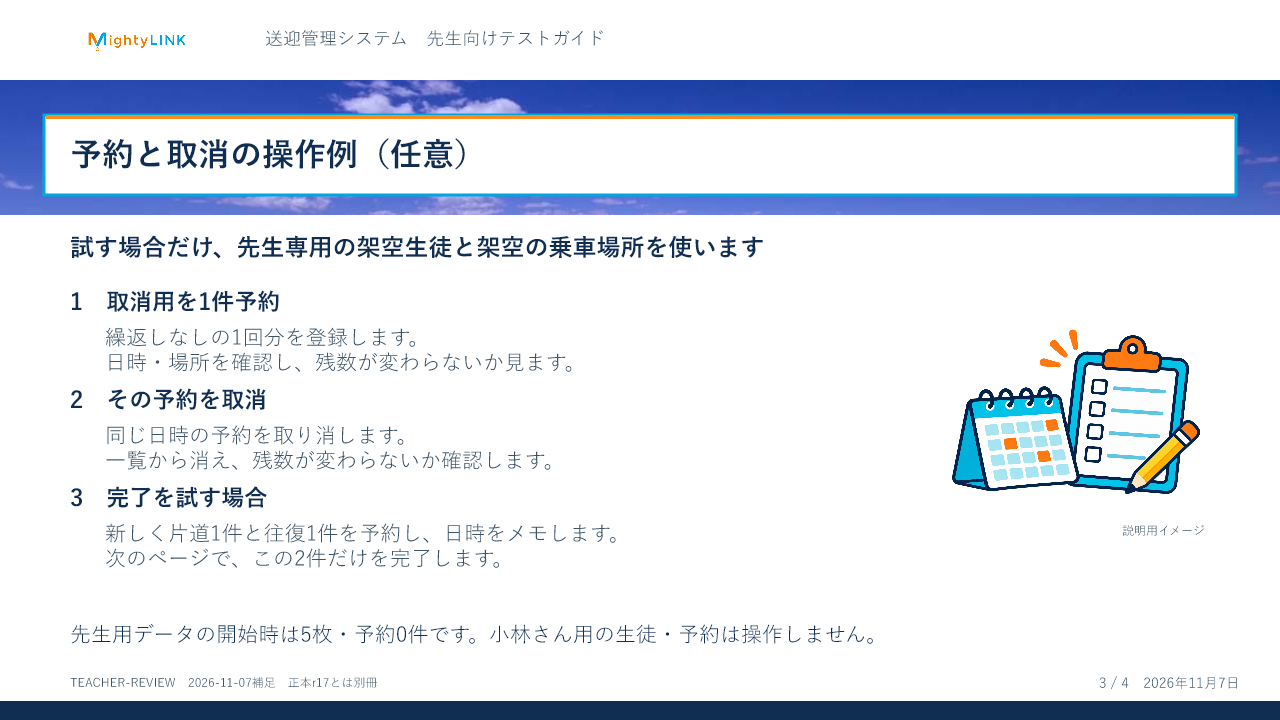 MightyLINK
送迎管理システム　先生向けテストガイド
予約と取消の操作例（任意）
試す場合だけ、先生専用の架空生徒と架空の乗車場所を使います
1　取消用を1件予約
繰返しなしの1回分を登録します。
日時・場所を確認し、残数が変わらないか見ます。
2　その予約を取消
同じ日時の予約を取り消します。
一覧から消え、残数が変わらないか確認します。
3　完了を試す場合
新しく片道1件と往復1件を予約し、日時をメモします。
次のページで、この2件だけを完了します。
説明用イメージ
先生用データの開始時は5枚・予約0件です。小林さん用の生徒・予約は操作しません。
TEACHER-REVIEW　2026-11-07補足　正本r17とは別冊
3 / 4　2026年11月7日